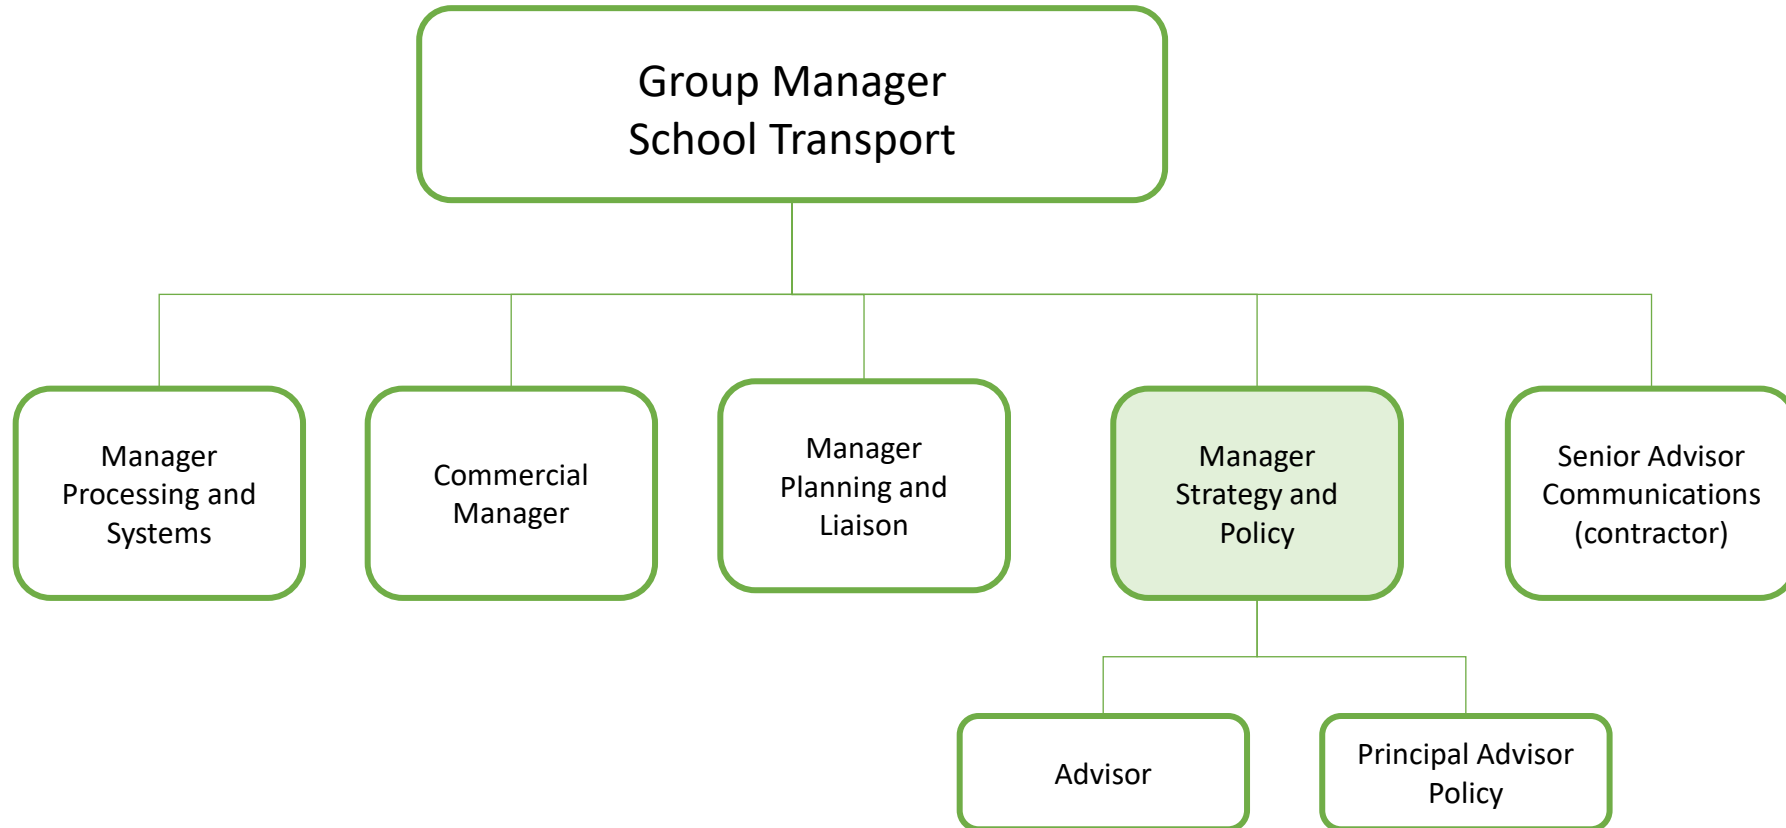 Group Manager
School Transport
Manager
Processing and
Systems
Commercial
Manager
Manager
Planning and
Liaison
Manager
Strategy and
Policy
Senior Advisor
Communications
(contractor)
Advisor
Principal Advisor
Policy